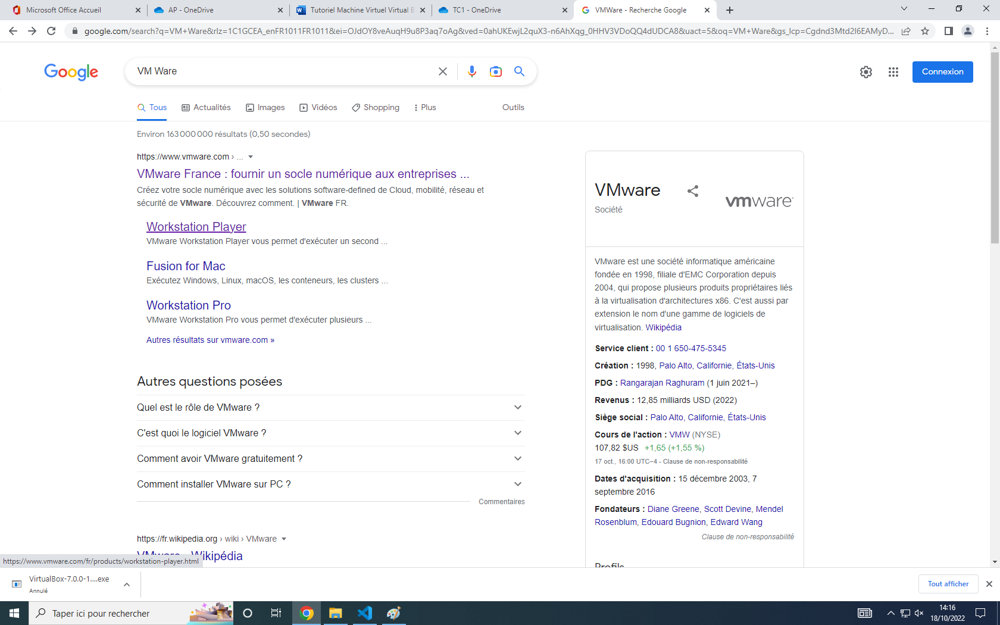 Microsoft Office Accueil
AP - OneDrive
Tutoriel Machine Virtuel Virtual B
TC1 - OneDrive
VMWare - Recherche Google
google.com/search?q=VM+Ware&rlz=1C1GCEA_enFR1011FR1011&ei=OJdOY8veAuqH9u8P3aq7oAg&ved=0ahUKEwjL2quX3-n6AhXqg_0HHV3VDoQQ4dUDCA8&uact=5&oq=VM+Ware&gs_lcp=Cgdnd3Mtd2l6EAMyD...
Google
VM Ware
Connexion
Tous
Actualités
Images
Vidéos
Shopping
Plus
Outils
Environ 163 000 000 résultats (0,50 secondes)
https://www.vmware.com › ...
VMware France : fournir un socle numérique aux entreprises ...
Créez votre socle numérique avec les solutions software-defined de Cloud, mobilité, réseau et
sécurité de VMware. Découvrez comment. | VMware FR.
Workstation Player
VMware Workstation Player vous permet d'exécuter un second ...
Fusion for Mac
Exécutez Windows, Linux, macOS, les conteneurs, les clusters ...
Workstation Pro
VMware Workstation Pro vous permet d'exécuter plusieurs ...
Autres résultats sur vmware.com »
Autres questions posées
Quel est le rôle de VMware ?
C'est quoi le logiciel VMware ?
Comment avoir VMware gratuitement ?
Comment installer VMware sur PC ?
Commentaires
https://fr.wikipedia.org › wiki › VMware
VMware - Wikipédia
https://www.vmware.com/fr/products/workstation-player.html
VMware
Société
vmware
VMware est une société informatique américaine
fondée en 1998, filiale d'EMC Corporation depuis
2004, qui propose plusieurs produits propriétaires liés
à la virtualisation d'architectures x86. C'est aussi par
extension le nom d'une gamme de logiciels de
virtualisation. Wikipédia
Service client : 00 1 650-475-5345
Création : 1998, Palo Alto, Californie, États-Unis
PDG : Rangarajan Raghuram (1 juin 2021–)
Revenus : 12,85 milliards USD (2022)
Siège social : Palo Alto, Californie, États-Unis
Cours de l'action : VMW (NYSE)
107,82 $US +1,65 (+1,55 %)
17 oct., 16:00 UTC−4 - Clause de non-responsabilité
Dates d'acquisition : 15 décembre 2003, 7
septembre 2016
Fondateurs : Diane Greene, Scott Devine, Mendel
Rosenblum, Edouard Bugnion, Edward Wang
Clause de non-responsabilité
Profils
VirtualBox-7.0.0-1....exe
Annulé
Tout afficher
Taper ici pour rechercher
14:16
18/10/2022